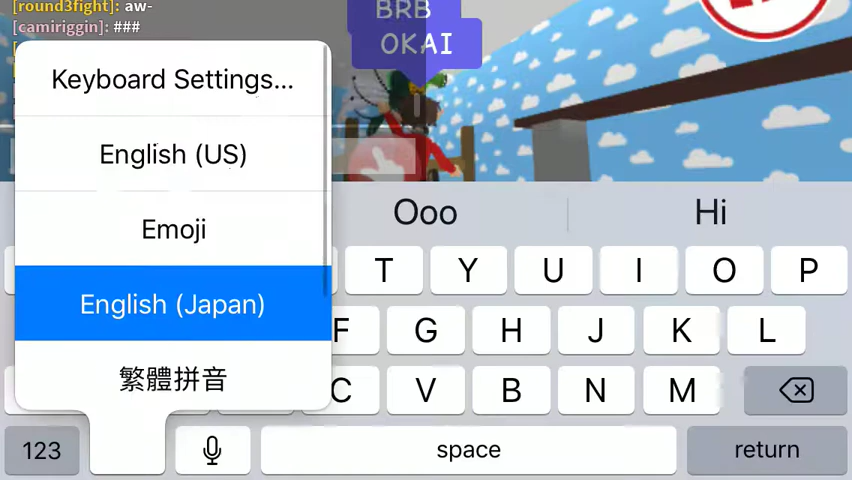 [round3fight]: aw-
[camiriggin]: ###
BRB
OKAI
Keyboard Settings...
English (US)
Emoji
English (Japan)
繁體拼音
Ooo
Hi
T Y U I O P
F G H J K L
C V B N M
123
space
return